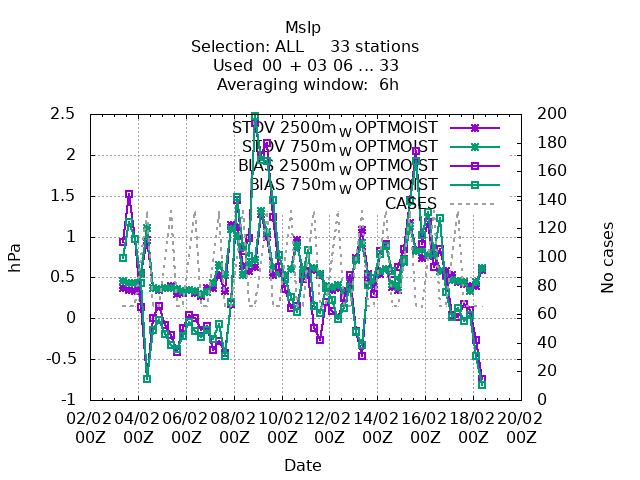 Mslp
Selection: ALL 33 stations
Used 00 + 03 06 ... 33
Averaging window: 6h
STDV 2500m W OPTMOIST
STDV 750m W OPTMOIST
BIAS 2500m W OPTMOIST
BIAS 750m W OPTMOIST
CASES
hPa
2.5
2
1.5
1
0.5
0
-0.5
-1
No cases
200
180
160
140
120
100
80
60
40
20
0
02/02 04/02 06/02 08/02 10/02 12/02 14/02 16/02 18/02 20/02
00Z 00Z 00Z 00Z 00Z 00Z 00Z 00Z 00Z 00Z
Date